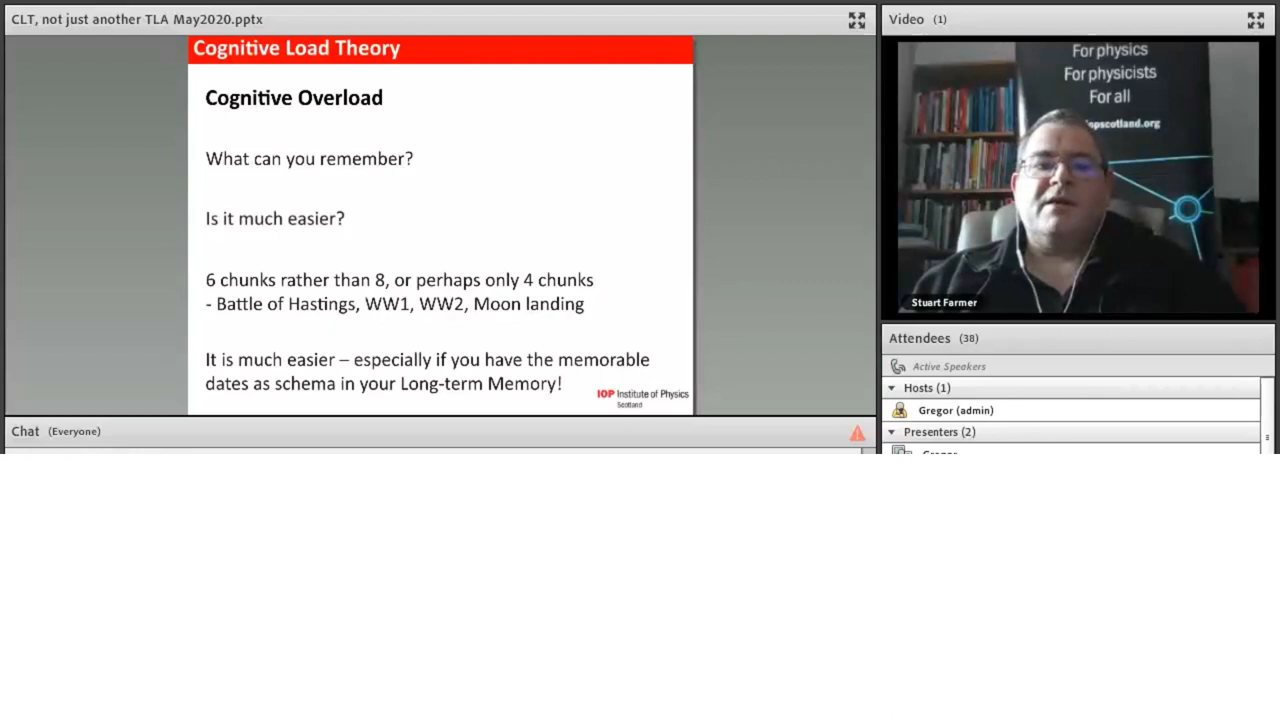 CLT, not just another TLA May2020.pptx
Cognitive Load Theory
Cognitive Overload
What can you remember?
Is it much easier?
6 chunks rather than 8, or perhaps only 4 chunks
- Battle of Hastings, WW1, WW2, Moon landing
It is much easier – especially if you have the memorable
dates as schema in your Long-term Memory!
IOP Institute of Physics
Scotland
Chat (Everyone)
Video (1)
For physics
For physicists
For all
iopscotland.org
Stuart Farmer
Attendees (38)
Active Speakers
Hosts (1)
Gregor (admin)
Presenters (2)
Gregor